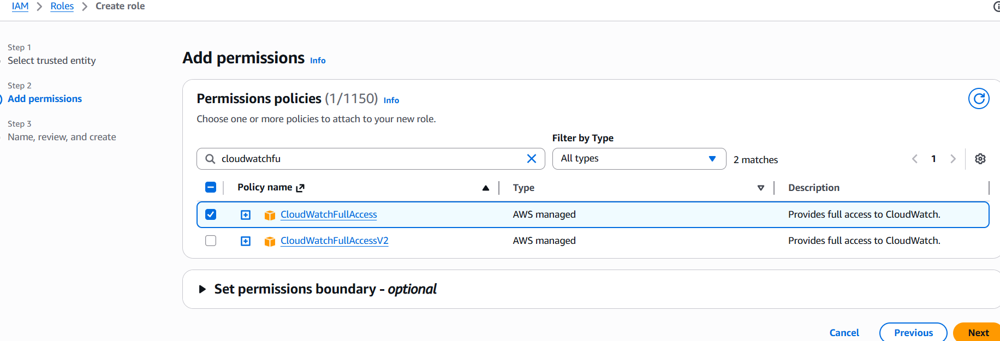 IAM > Roles > Create role
Step 1
Select trusted entity
Step 2
Add permissions
Step 3
Name, review, and create
Add permissions Info
Permissions policies (1/1150) Info
Choose one or more policies to attach to your new role.
Filter by Type
cloudwatchfu
All types
2 matches
1
Policy name
Type
Description
CloudWatchFullAccess AWS managed Provides full access to CloudWatch.
CloudWatchFullAccessV2 AWS managed Provides full access to CloudWatch.
Set permissions boundary - optional
Cancel Previous Next